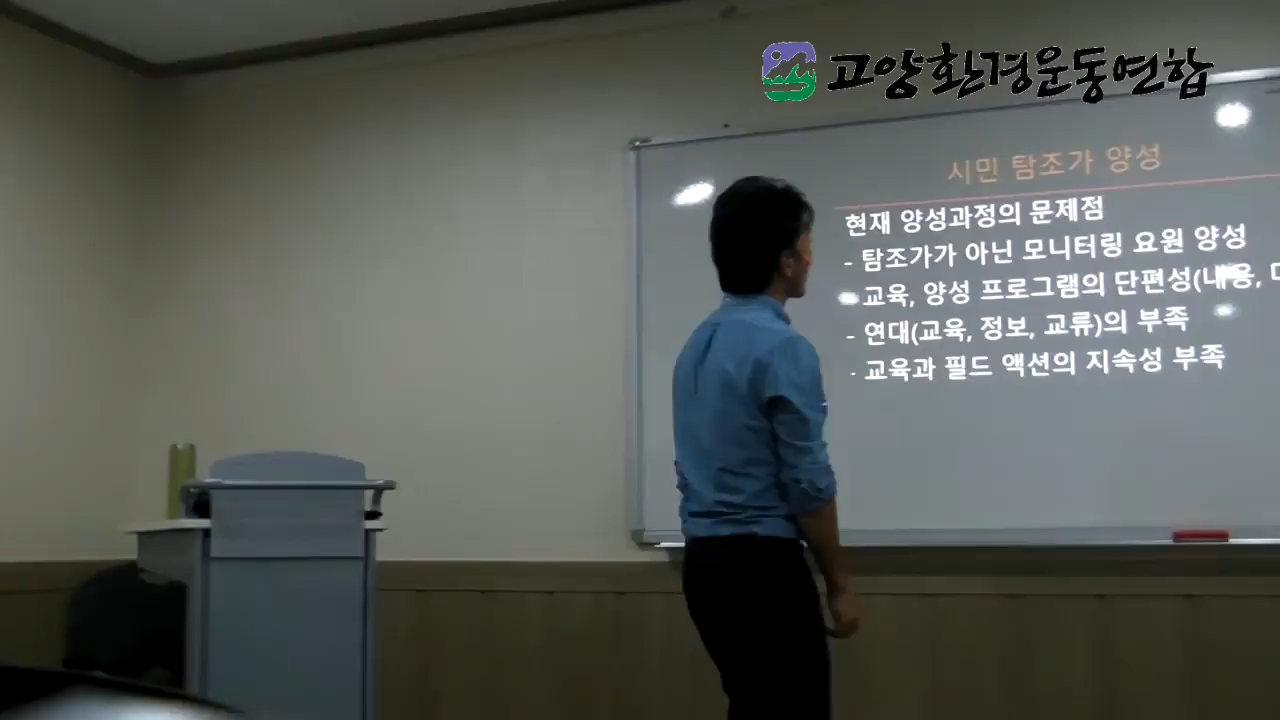 고양환경운동연합
시민 탐조가 양성
현재 양성과정의 문제점
- 탐조가가 아닌 모니터링 요원 양성
- 교육, 양성 프로그램의 단편성(내용,
- 연대(교육, 정보, 교류)의 부족
- 교육과 필드 액션의 지속성 부족